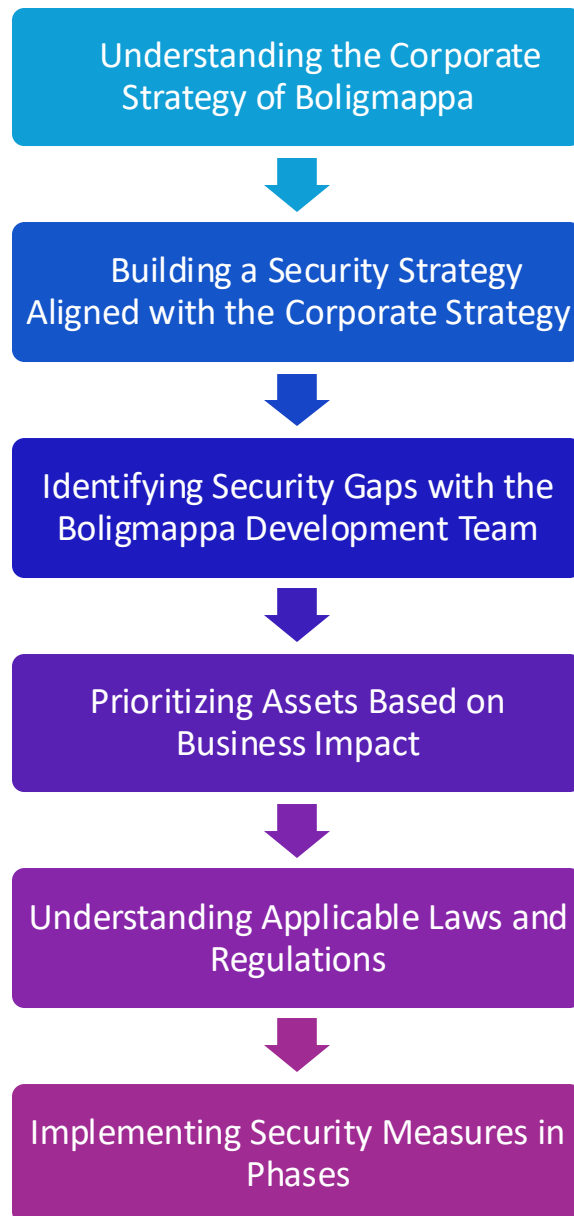 Understanding the Corporate
Strategy of Boligmappa
Building a Security Strategy
Aligned with the Corporate Strategy
Identifying Security Gaps with the
Boligmappa Development Team
Prioritizing Assets Based on
Business Impact
Understanding Applicable Laws and
Regulations
Implementing Security Measures in
Phases